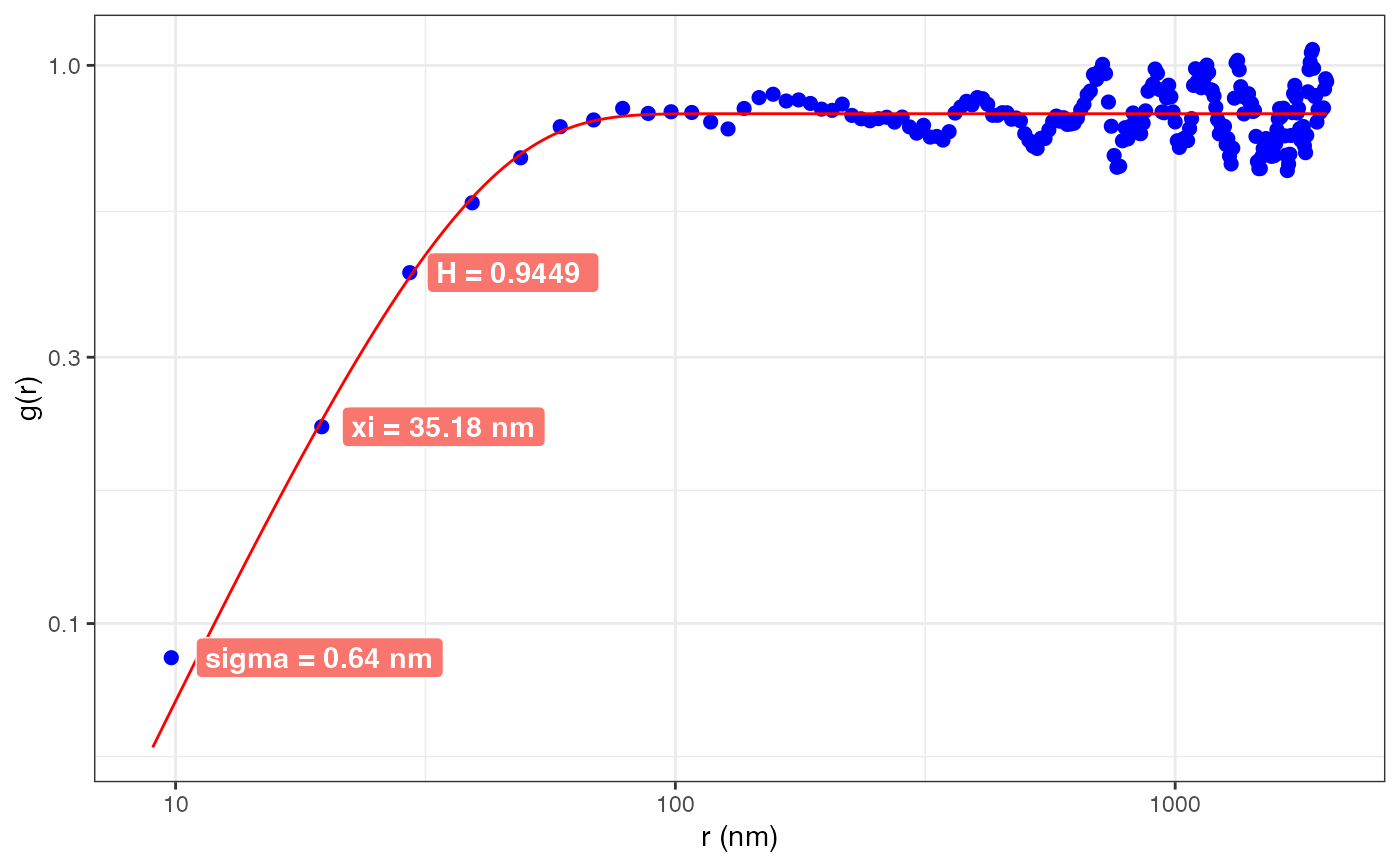 1.0
0.3
0.1
g(r)
H = 0.9449
xi = 35.18 nm
sigma = 0.64 nm
10
100
1000
r (nm)